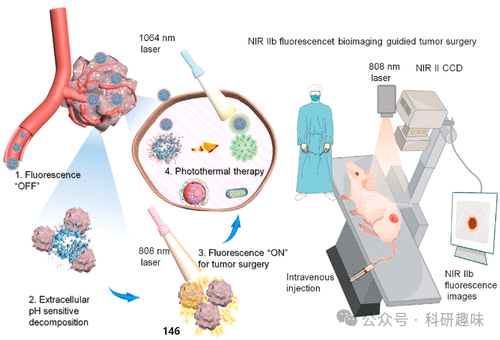 1064 nm
laser
NIR IIb fluorescencet bioimaging guidied tumor surgery
808 nm
laser
NIR II CCD
1. Fluorescence
"OFF"
4. Photothermal therapy
808 nm
laser
3. Fluorescence "ON"
for tumor surgery
2. Extracellular
pH sensitive
decomposition
146
Intravenous
injection
NIR IIb
fluorescence
images
公众号・科研趣味